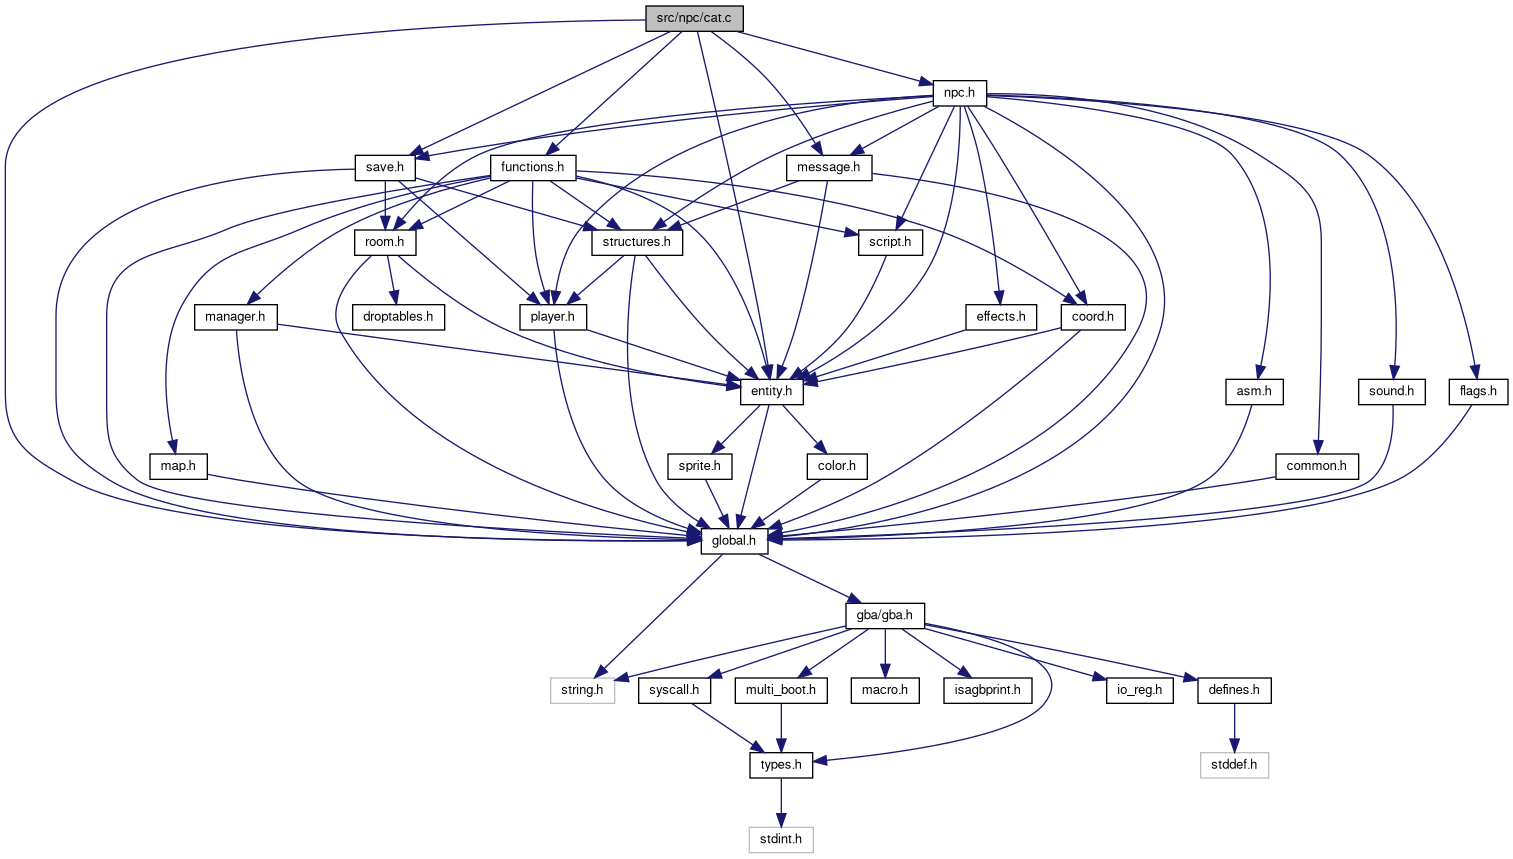 src/npc/cat.c
npc.h
save.h
functions.h
message.h
room.h
structures.h
script.h
manager.h
droptables.h
player.h
effects.h
coord.h
entity.h
asm.h
sound.h
flags.h
map.h
sprite.h
color.h
common.h
global.h
gba/gba.h
string.h
syscall.h
multi_boot.h
macro.h
isagbprint.h
io_reg.h
defines.h
types.h
stddef.h
stdint.h